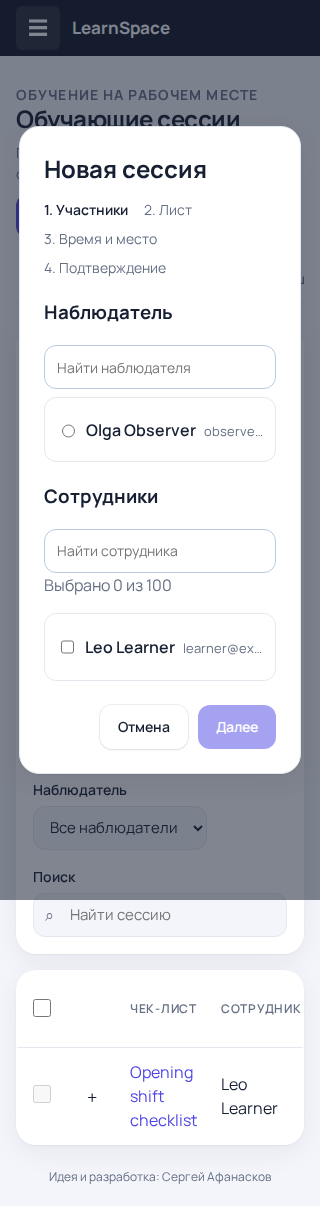 ☰ LearnSpace
ОБУЧЕНИЕ НА РАБОЧЕМ МЕСТЕ
Обучающие сессии
Новая сессия
1. Участники 2. Лист
3. Время и место
4. Подтверждение
Наблюдатель
Найти наблюдателя
Olga Observer observe...
Сотрудники
Найти сотрудника
Выбрано 0 из 100
Leo Learner learner@ex...
Отмена Далее
Наблюдатель
Все наблюдатели
Поиск
Найти сессию
ЧЕК-ЛИСТ СОТРУДНИК
+
Opening
shift
checklist
Leo
Learner
Идея и разработка: Сергей Афанасков